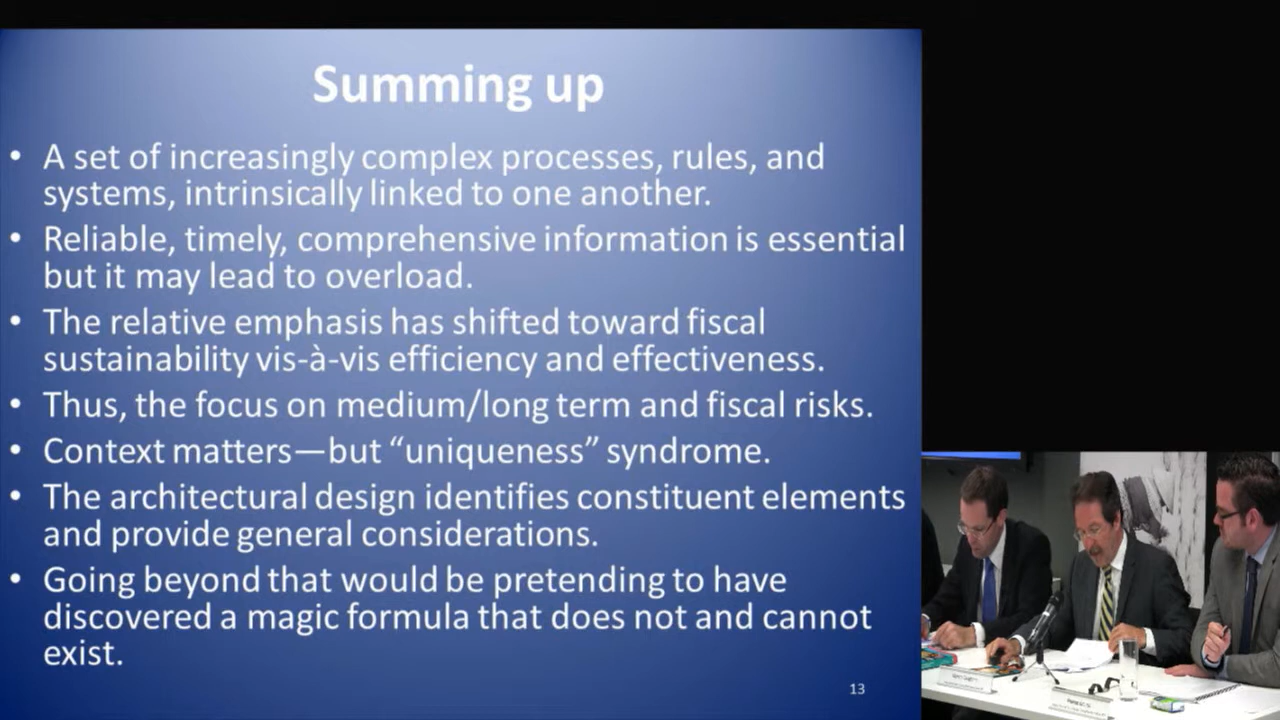 Summing up
• A set of increasingly complex processes, rules, and
systems, intrinsically linked to one another.
• Reliable, timely, comprehensive information is essential
but it may lead to overload.
• The relative emphasis has shifted toward fiscal
sustainability vis-à-vis efficiency and effectiveness.
• Thus, the focus on medium/long term and fiscal risks.
• Context matters—but “uniqueness” syndrome.
• The architectural design identifies constituent elements
and provide general considerations.
• Going beyond that would be pretending to have
discovered a magic formula that does not and cannot
exist.
13